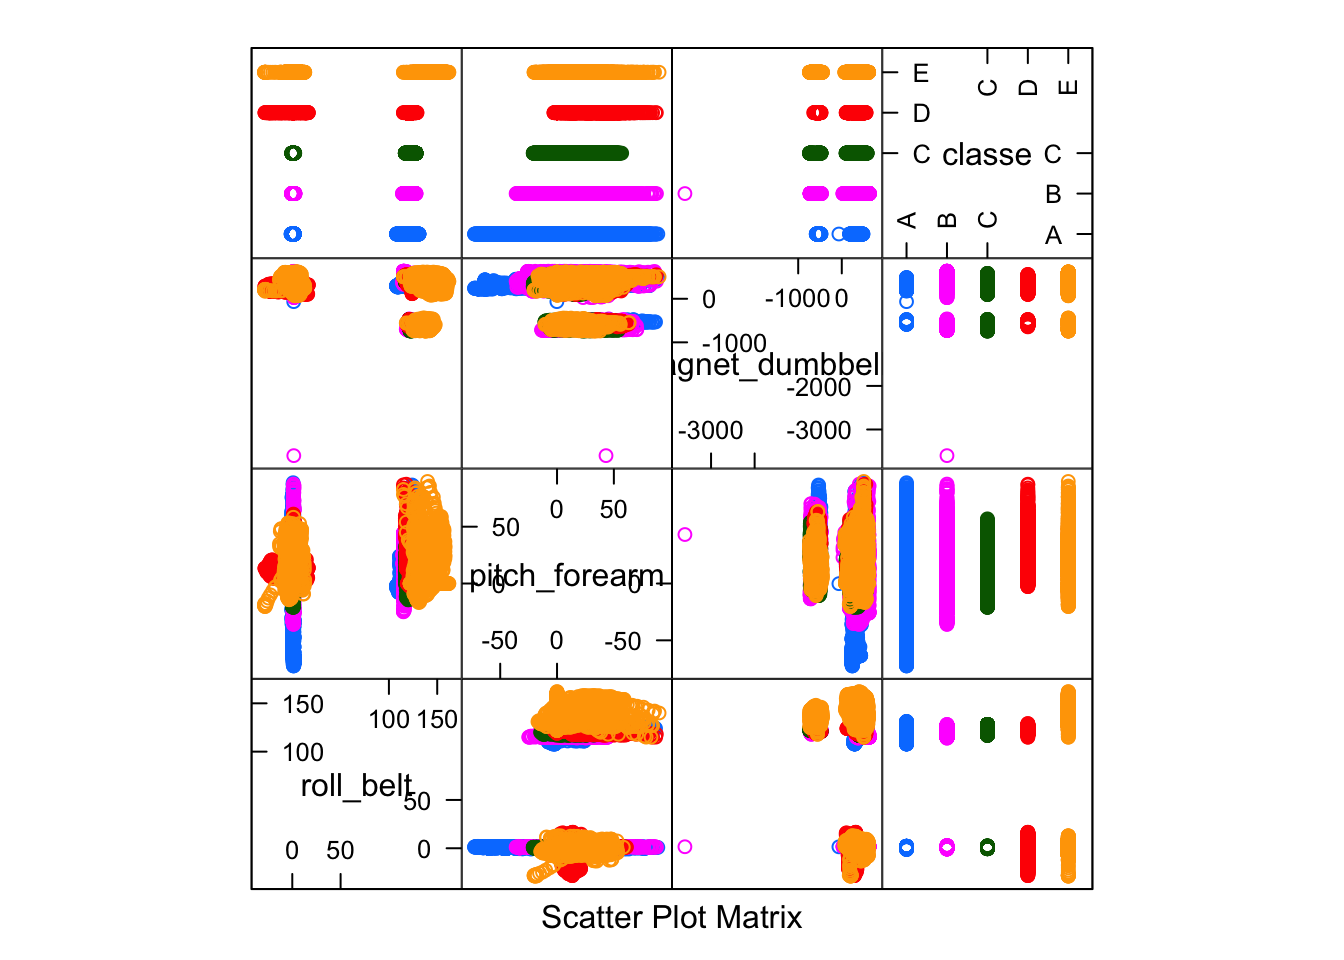 C D E
E
D
C classe C
B
A B C A
0 -1000 0
-1000
agnet_dumbbel
-2000
-3000 -3000
0 50
50
pitch_forearm
0 0
-50 0 -50
150 100 150
100
roll_belt
50
0 50 0
Scatter Plot Matrix